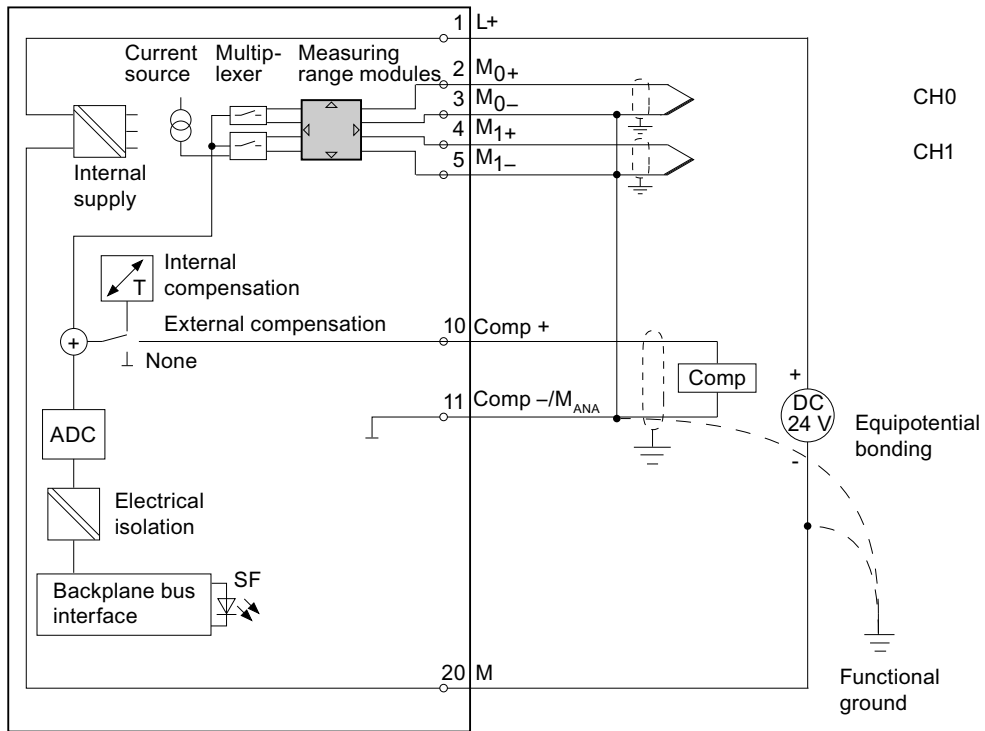 1 L+
Current source
Multip-
lexer
Measuring
range modules
2 M0+
3 M0–
CH0
4 M1+
CH1
5 M1–
Internal
supply
Internal
compensation
T
External compensation
10 Comp +
+
None
Comp
+
11 Comp –/MANA
DC
24 V
Equipotential
bonding
-
ADC
Electrical
isolation
SF
Backplane bus
interface
20 M
Functional
ground